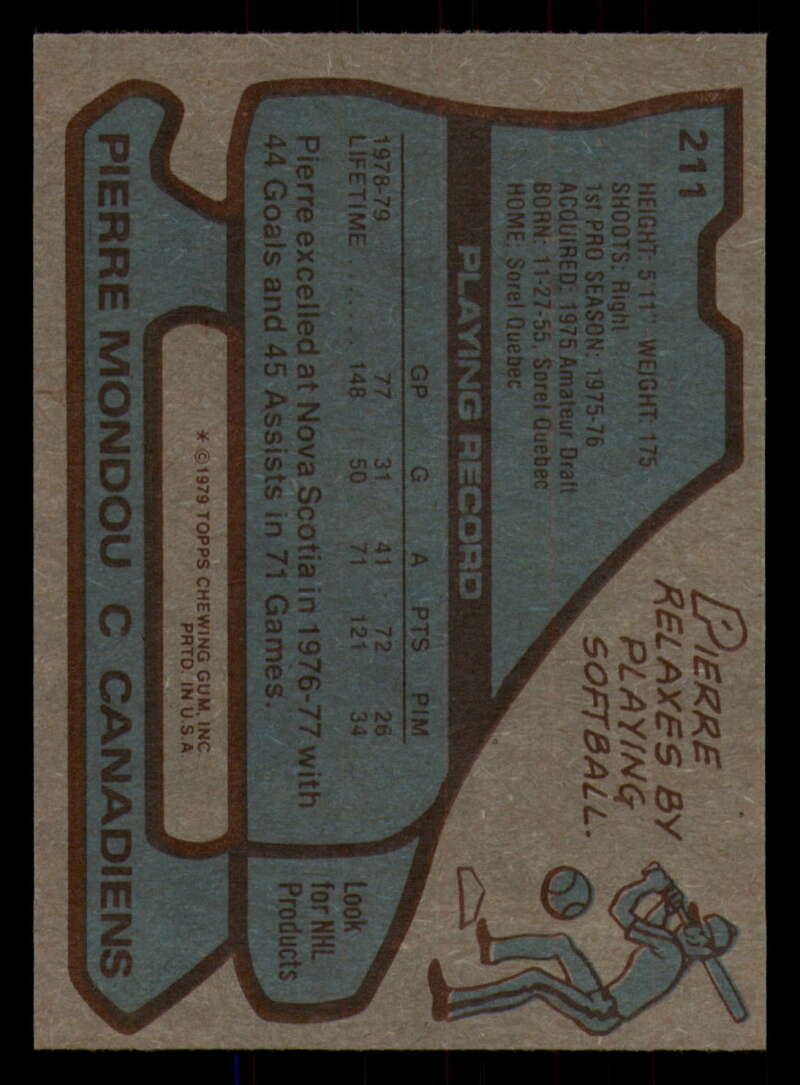 211
HEIGHT: 5'11" WEIGHT: 175
SHOOTS: Right
1st PRO SEASON: 1975-76
ACQUIRED: 1975 Amateur Draft
BORN: 11-27-55 Sorel Quebec
HOME: Sorel Quebec
PIERRE
RELAXES BY
PLAYING
SOFTBALL.
PLAYING RECORD
GP G A PTS PIM
1978-79 77 31 41 72 26
LIFETIME ...... 148 50 71 121 34
Pierre excelled at Nova Scotia in 1976-77 with
44 Goals and 45 Assists in 71 Games.
Look
for NHL
Products
* ©1979 TOPPS CHEWING GUM, INC.
PRTD. IN U.S.A
PIERRE MONDOU C CANADIENS